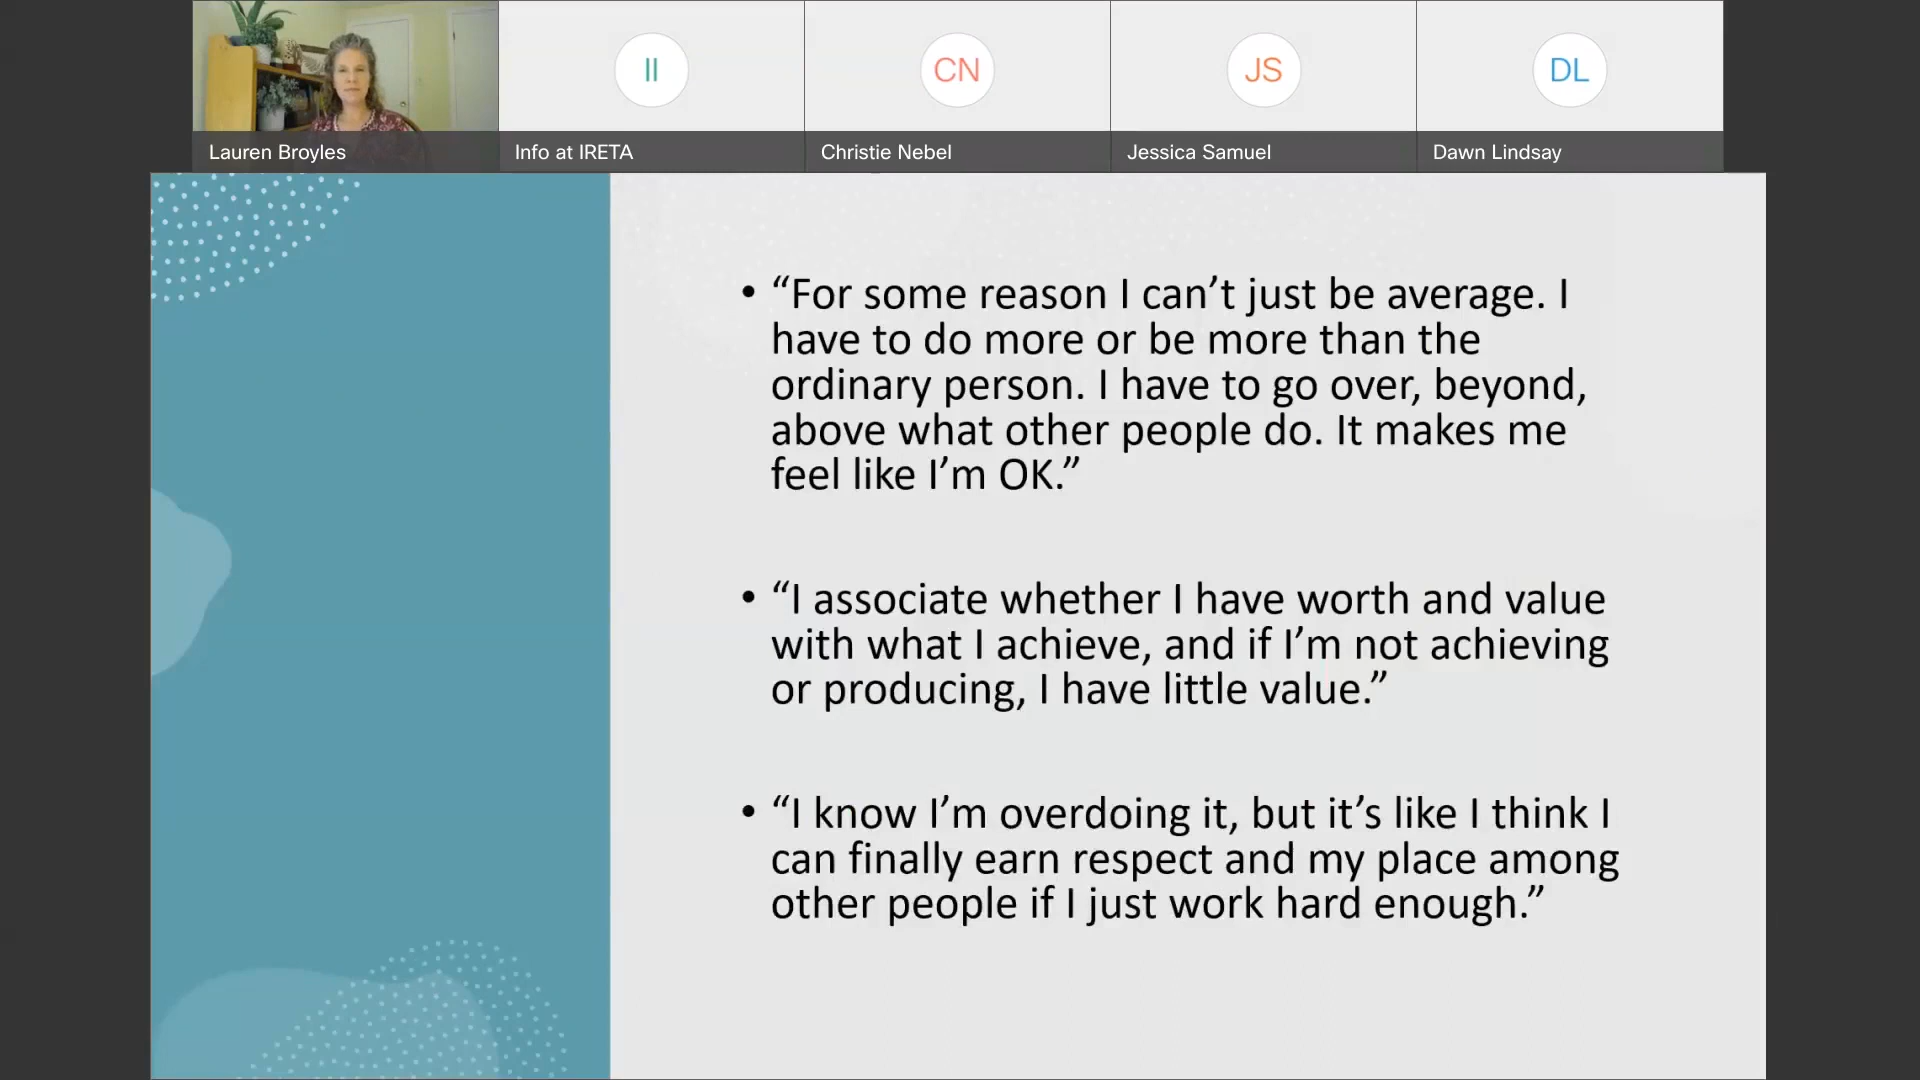 II
CN
JS
DL
Lauren Broyles
Info at IRETA
Christie Nebel
Jessica Samuel
Dawn Lindsay
• “For some reason I can’t just be average. I
have to do more or be more than the
ordinary person. I have to go over, beyond,
above what other people do. It makes me
feel like I’m OK.”
• “I associate whether I have worth and value
with what I achieve, and if I’m not achieving
or producing, I have little value.”
• “I know I’m overdoing it, but it’s like I think I
can finally earn respect and my place among
other people if I just work hard enough.”